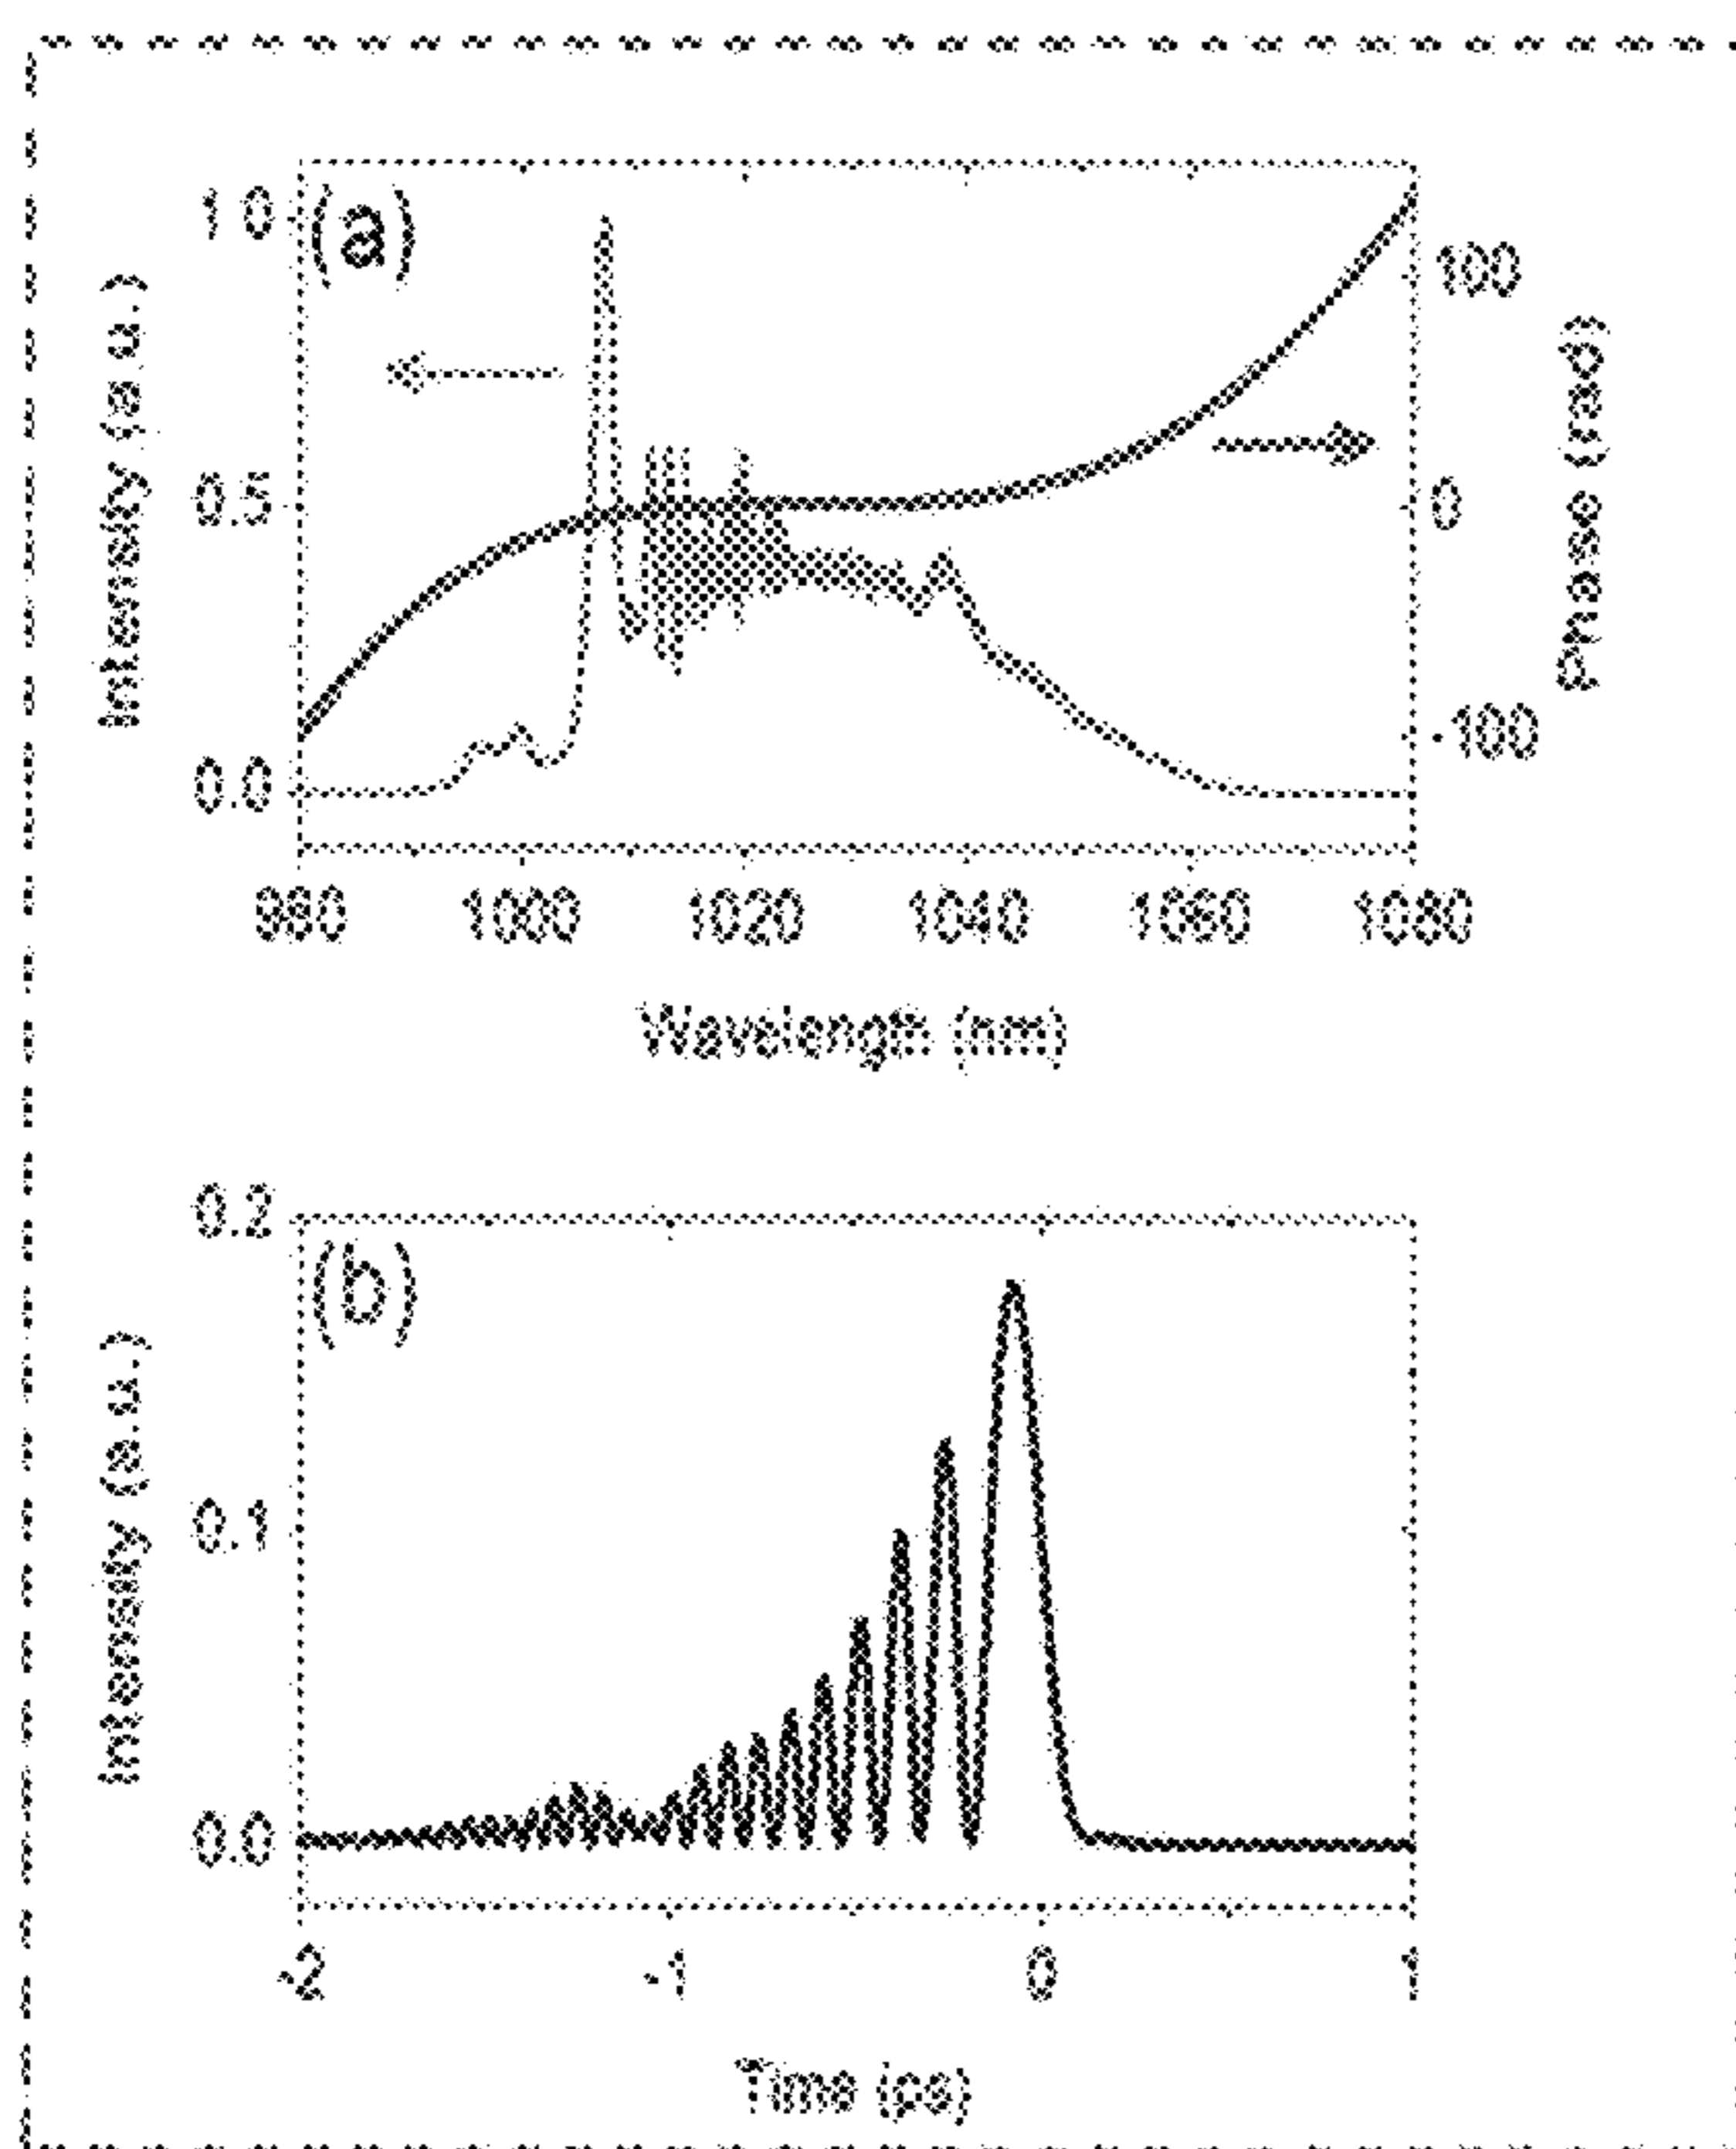 (a)
Intensity (a.u.)
1.0
0.5
0.0
100
0
-100
Phase (rad)
980 1000 1020 1040 1060 1080
Wavelength (nm)
(b)
Intensity (a.u.)
0.2
0.1
0.0
-2 -1 0 1
Time (ps)